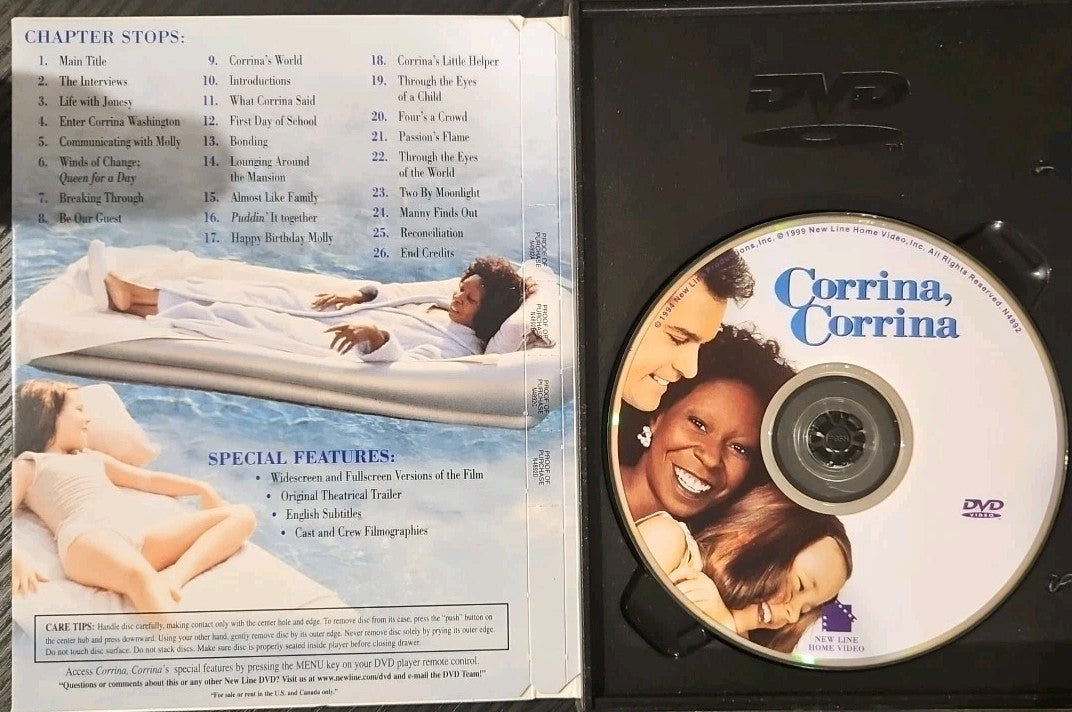 CHAPTER STOPS:
1. Main Title
2. The Interviews
3. Life with Jonesy
4. Enter Corrina Washington
5. Communicating with Molly
6. Winds of Change:
Queen for a Day
7. Breaking Through
8. Be Our Guest
9. Corrina's World
10. Introductions
11. What Corrina Said
12. First Day of School
13. Bonding
14. Lounging Around
the Mansion
15. Almost Like Family
16. Puddin' It together
17. Happy Birthday Molly
18. Corrina's Little Helper
19. Through the Eyes
of a Child
20. Four's a Crowd
21. Passion's Flame
22. Through the Eyes
of the World
23. Two By Moonlight
24. Manny Finds Out
25. Reconciliation
26. End Credits
PROOF OF
PURCHASE
N4892
PROOF OF
PURCHASE
N4892
PROOF OF
PURCHASE
N4892
PROOF OF
PURCHASE
N4892
SPECIAL FEATURES:
• Widescreen and Fullscreen Versions of the Film
• Original Theatrical Trailer
• English Subtitles
• Cast and Crew Filmographies
CARE TIPS: Handle disc carefully, making contact only with the center hole and edge. To remove disc from its case, press the "push" button on
the center hub and press downward. Using your other hand, gently remove disc by its outer edge. Never remove disc solely by prying its outer edge.
Do not touch disc surface. Do not stack discs. Make sure disc is properly seated inside player before closing drawer.
Access Corrina, Corrina's special features by pressing the MENU key on your DVD player remote control.
"Questions or comments about this or any other New Line DVD? Visit us at www.newline.com/dvd and e-mail the DVD Team!"
"For sale or rent in the U.S. and Canada only."
DVD
TM
© 1994 New Li ions, Inc. © 1999 New Line Home Video, Inc. All Rights Reserved. N4892
Corrina,
Corrina
DVD
VIDEO
NEW LINE
HOME VIDEO